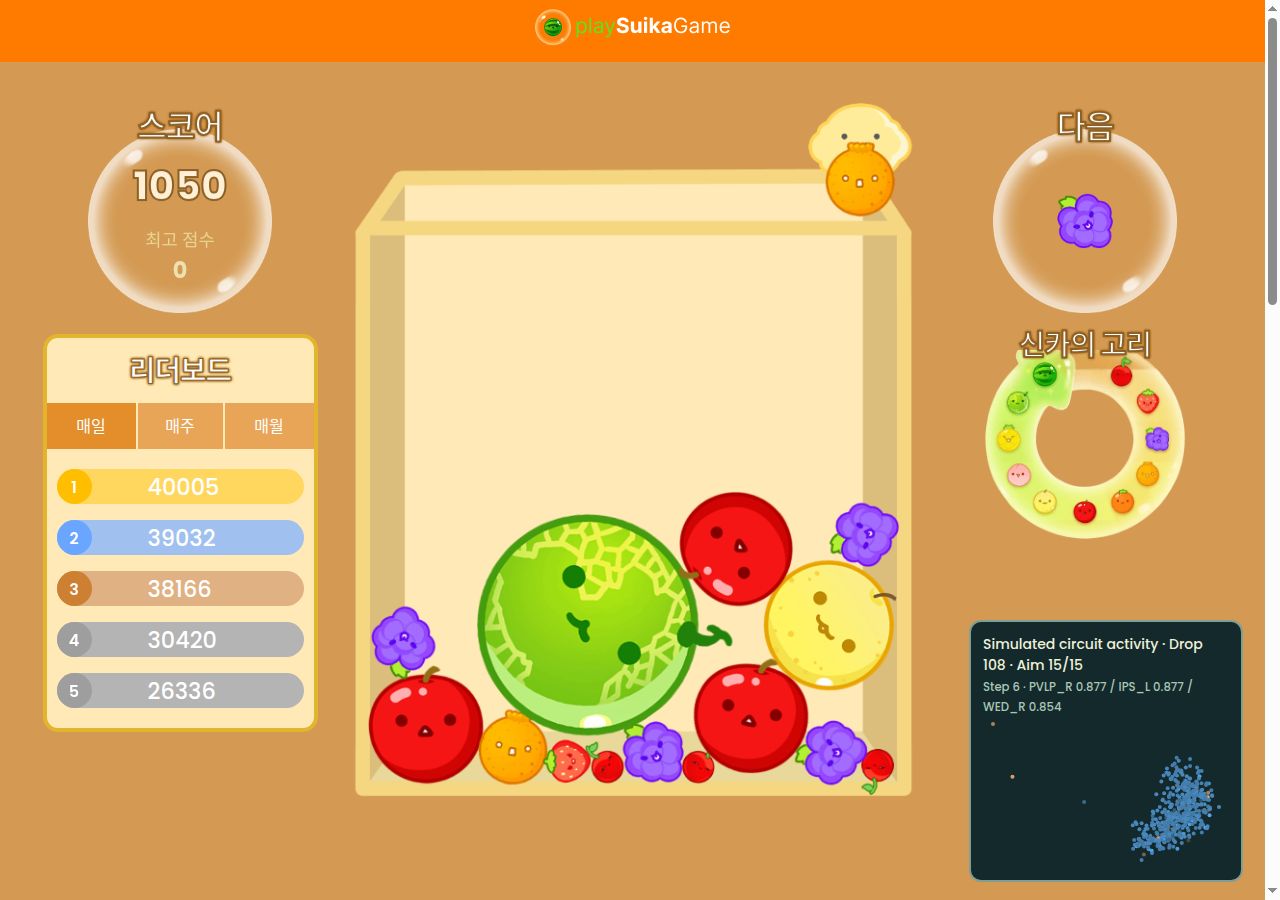 playSuikaGame
스코어
1050
최고 점수
0
리더보드
매일
매주
매월
1 40005
2 39032
3 38166
4 30420
5 26336
다음
신카의 고리
Simulated circuit activity · Drop
108 · Aim 15/15
Step 6 · PVLP_R 0.877 / IPS_L 0.877 /
WED_R 0.854